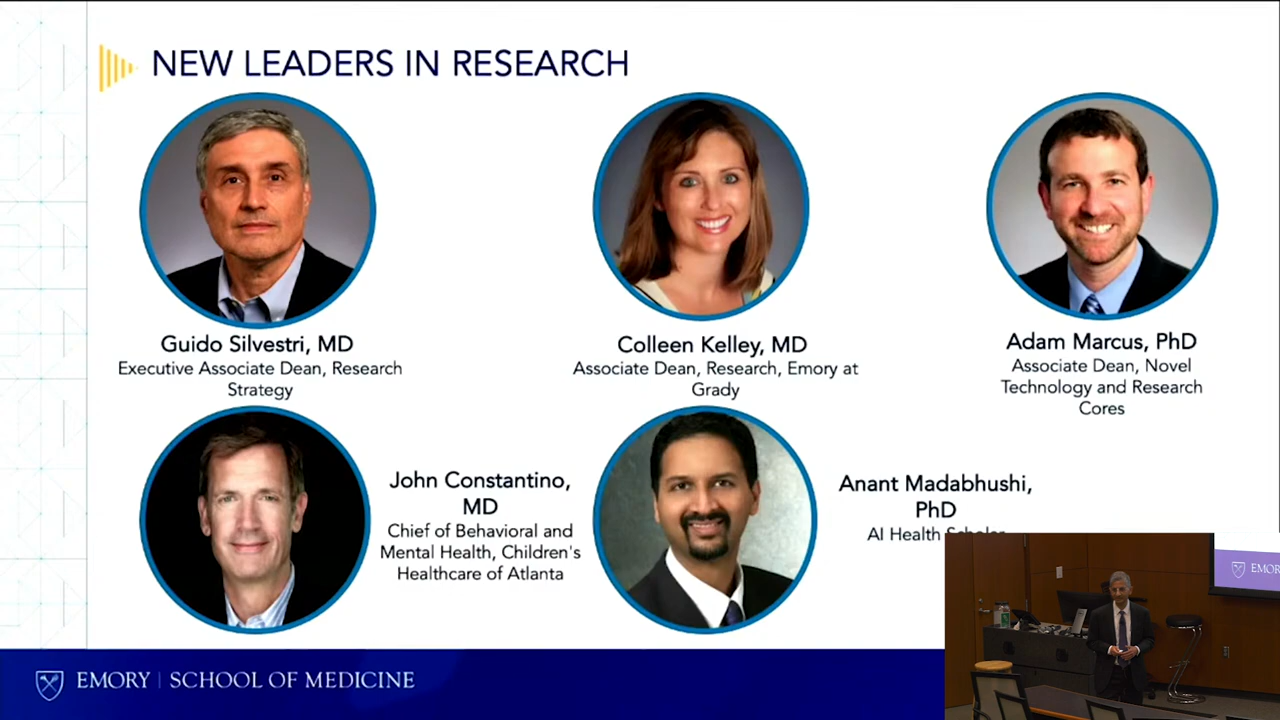 NEW LEADERS IN RESEARCH
Guido Silvestri, MD
Executive Associate Dean, Research
Strategy
Colleen Kelley, MD
Associate Dean, Research, Emory at
Grady
Adam Marcus, PhD
Associate Dean, Novel
Technology and Research
Cores
John Constantino,
MD
Chief of Behavioral and
Mental Health, Children's
Healthcare of Atlanta
Anant Madabhushi,
PhD
AI Health Scholar
EMORY | SCHOOL OF MEDICINE
EMORY